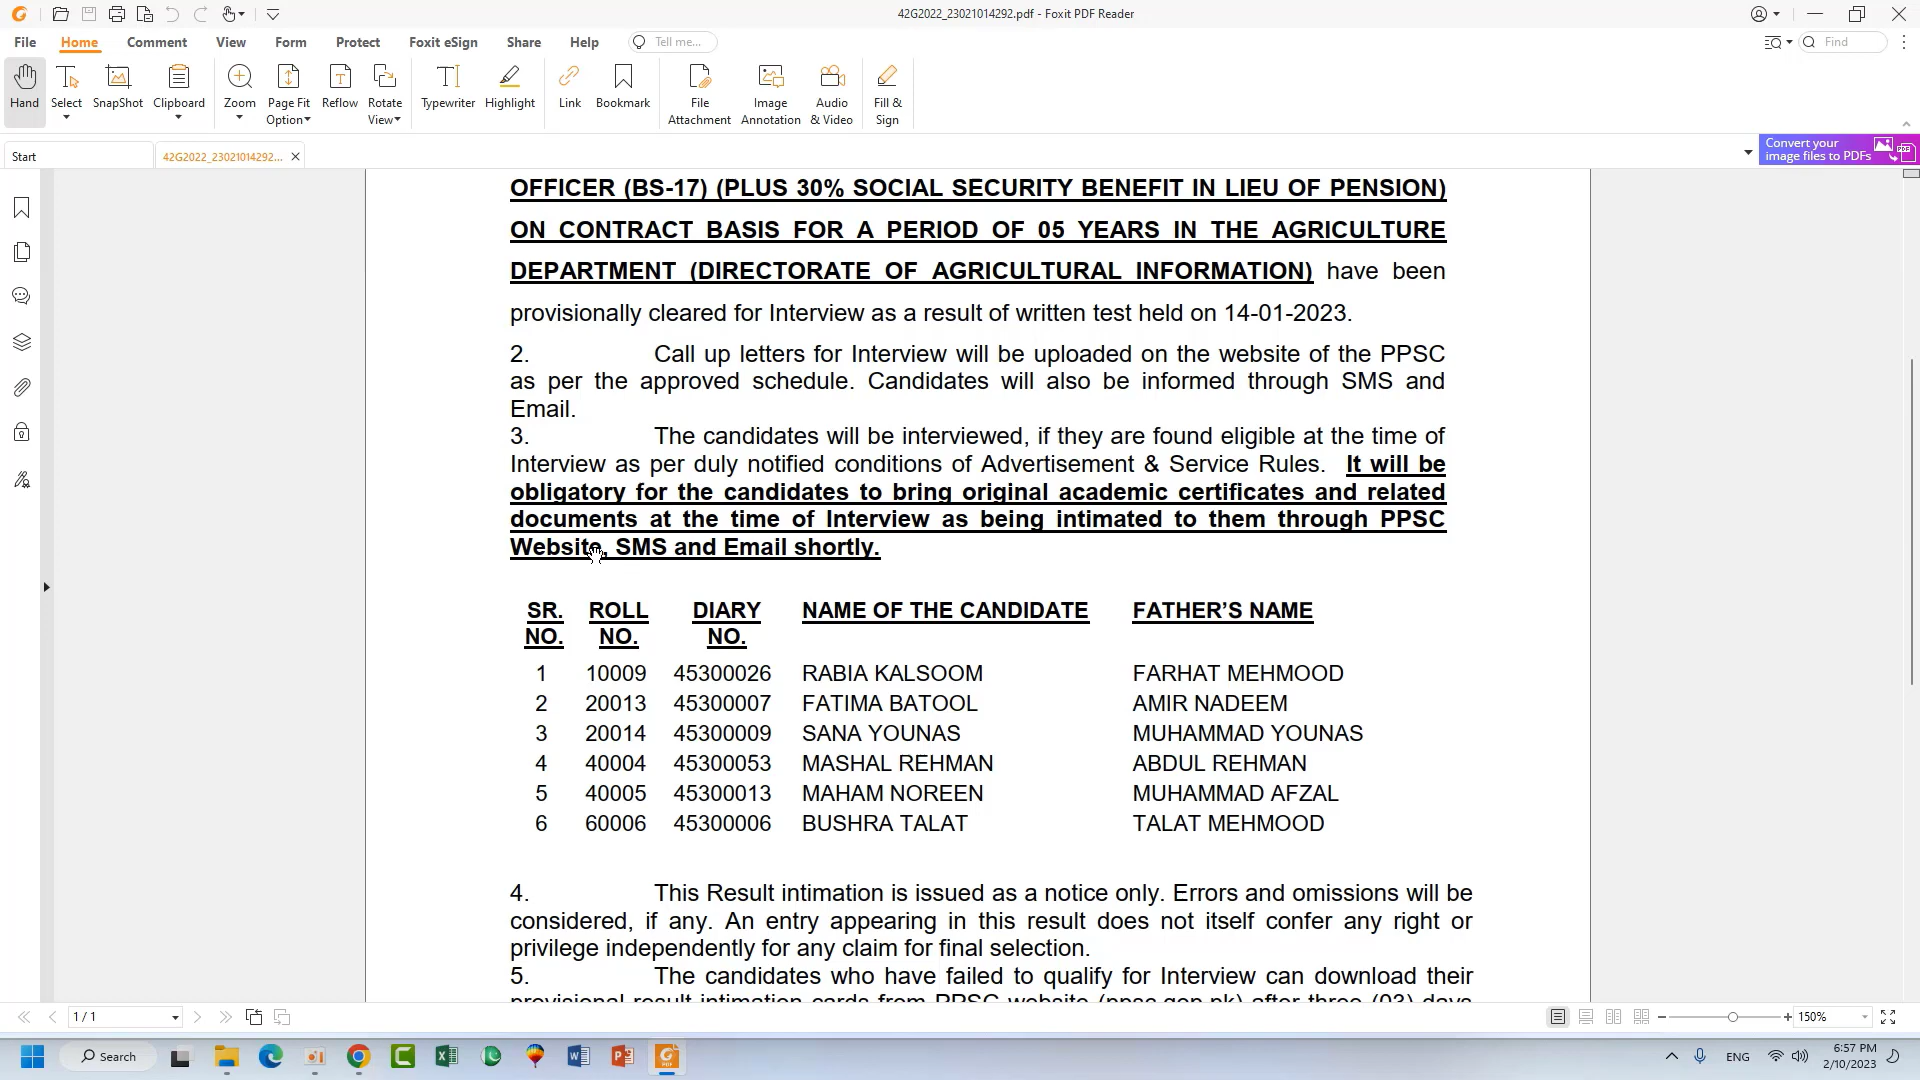 42G2022_23021014292.pdf - Foxit PDF Reader
File Home Comment View Form Protect Foxit eSign Share Help Tell me... Find
Hand Select SnapShot Clipboard Zoom Page Fit Option Reflow Rotate View Typewriter Highlight Link Bookmark File Attachment Image Annotation Audio & Video Fill & Sign
Start 42G2022_23021014292...
Convert your
image files to PDFs
PDF
OFFICER (BS-17) (PLUS 30% SOCIAL SECURITY BENEFIT IN LIEU OF PENSION)
ON CONTRACT BASIS FOR A PERIOD OF 05 YEARS IN THE AGRICULTURE
DEPARTMENT (DIRECTORATE OF AGRICULTURAL INFORMATION) have been
provisionally cleared for Interview as a result of written test held on 14-01-2023.
2. Call up letters for Interview will be uploaded on the website of the PPSC
as per the approved schedule. Candidates will also be informed through SMS and
Email.
3. The candidates will be interviewed, if they are found eligible at the time of
Interview as per duly notified conditions of Advertisement & Service Rules. It will be
obligatory for the candidates to bring original academic certificates and related
documents at the time of Interview as being intimated to them through PPSC
Website, SMS and Email shortly.
SR. ROLL DIARY NAME OF THE CANDIDATE FATHER’S NAME
NO. NO. NO.
1 10009 45300026 RABIA KALSOOM FARHAT MEHMOOD
2 20013 45300007 FATIMA BATOOL AMIR NADEEM
3 20014 45300009 SANA YOUNAS MUHAMMAD YOUNAS
4 40004 45300053 MASHAL REHMAN ABDUL REHMAN
5 40005 45300013 MAHAM NOREEN MUHAMMAD AFZAL
6 60006 45300006 BUSHRA TALAT TALAT MEHMOOD
4. This Result intimation is issued as a notice only. Errors and omissions will be
considered, if any. An entry appearing in this result does not itself confer any right or
privilege independently for any claim for final selection.
5. The candidates who have failed to qualify for Interview can download their
provisional result intimation cards from PPSC website (ppsc.gop.pk) after three (03) days
1 / 1 150%
Search ENG 6:57 PM
2/10/2023